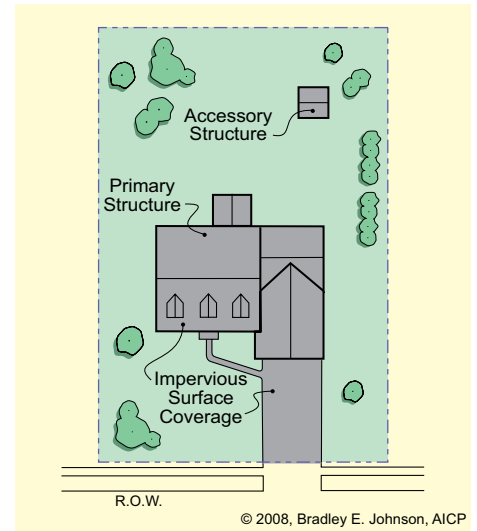 Accessory
Structure
Primary
Structure
Impervious
Surface
Coverage
R.O.W.
© 2008, Bradley E. Johnson, AICP